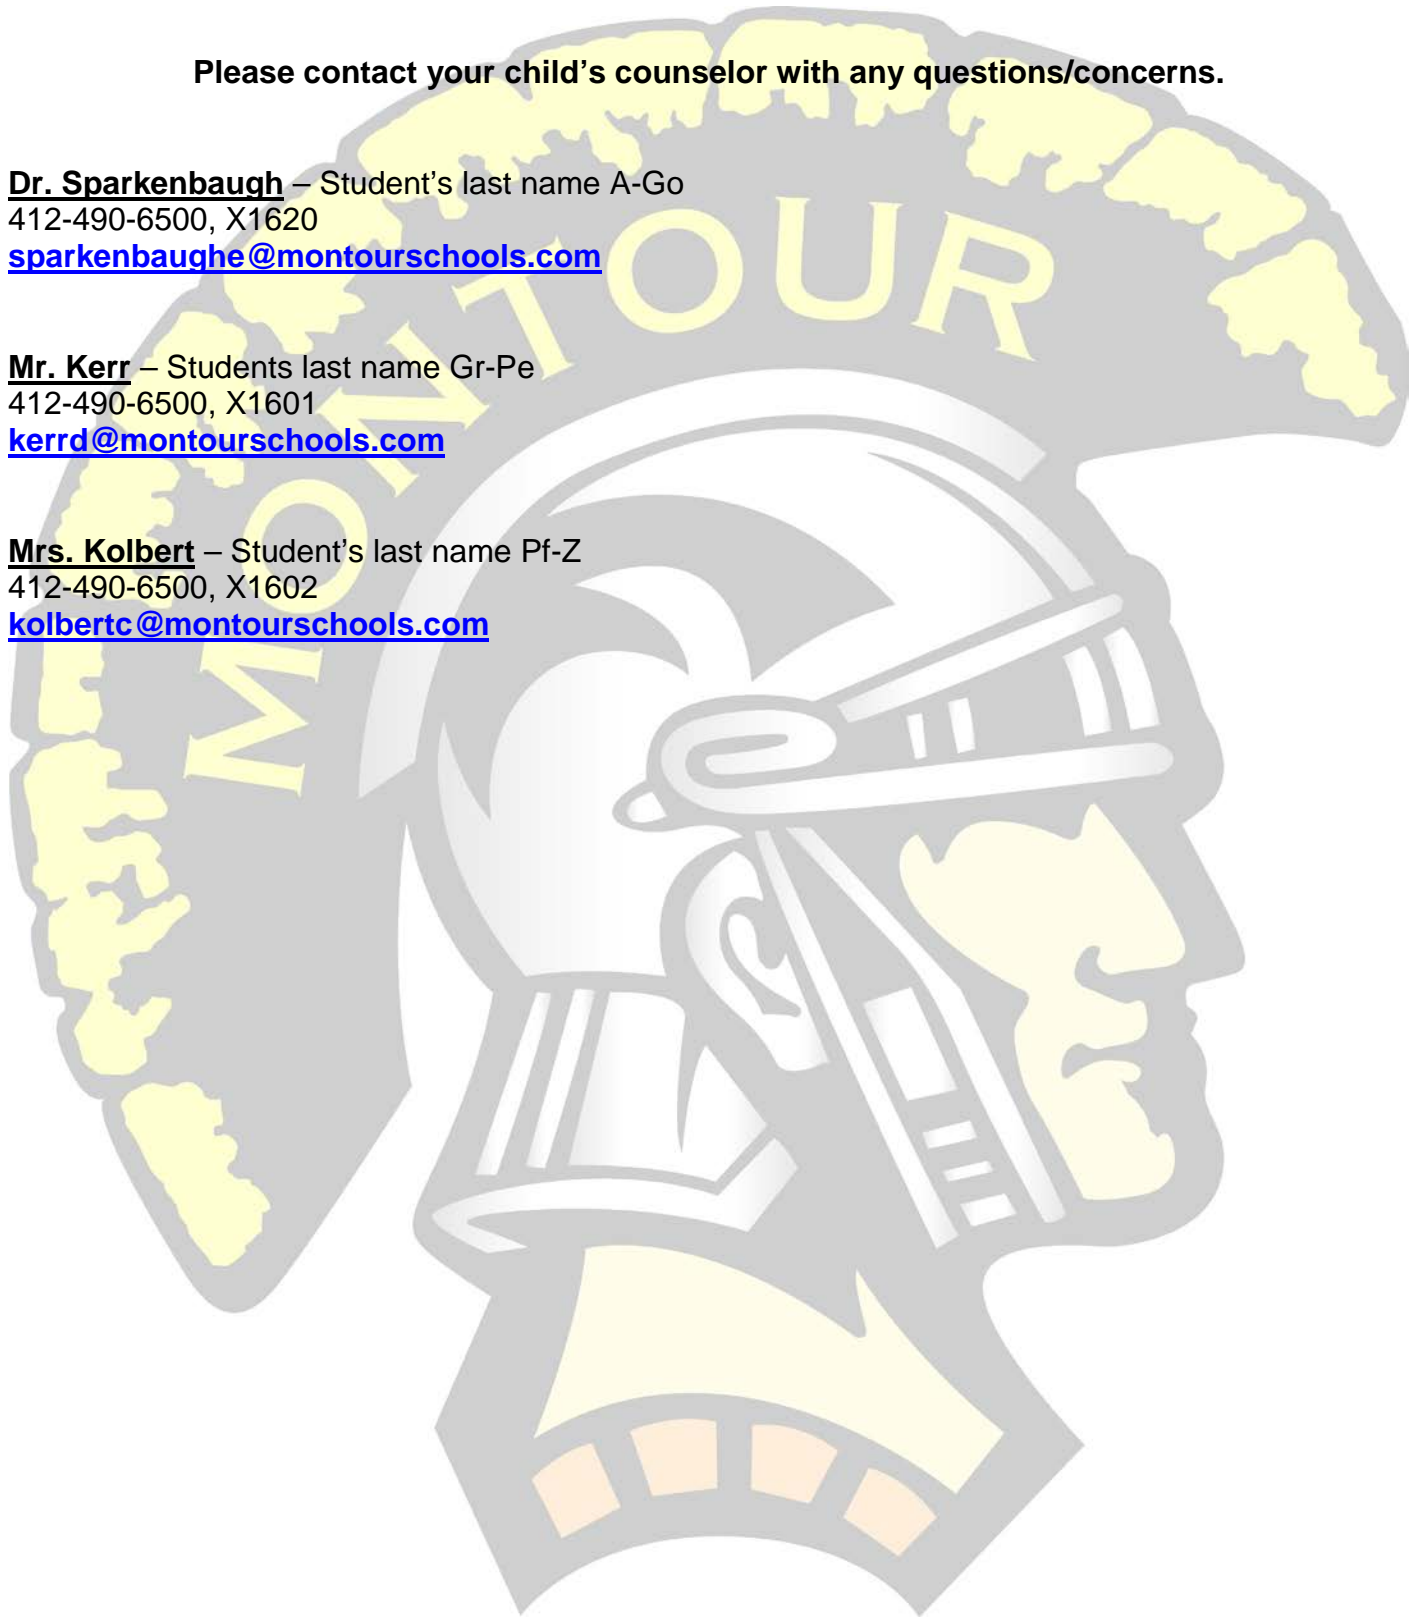 Please contact your child’s counselor with any questions/concerns.
Dr. Sparkenbaugh – Student’s last name A-Go
412-490-6500, X1620
sparkenbaughe@montourschools.com
Mr. Kerr – Students last name Gr-Pe
412-490-6500, X1601
kerrd@montourschools.com
Mrs. Kolbert – Student’s last name Pf-Z
412-490-6500, X1602
kolbertc@montourschools.com
MONTOUR